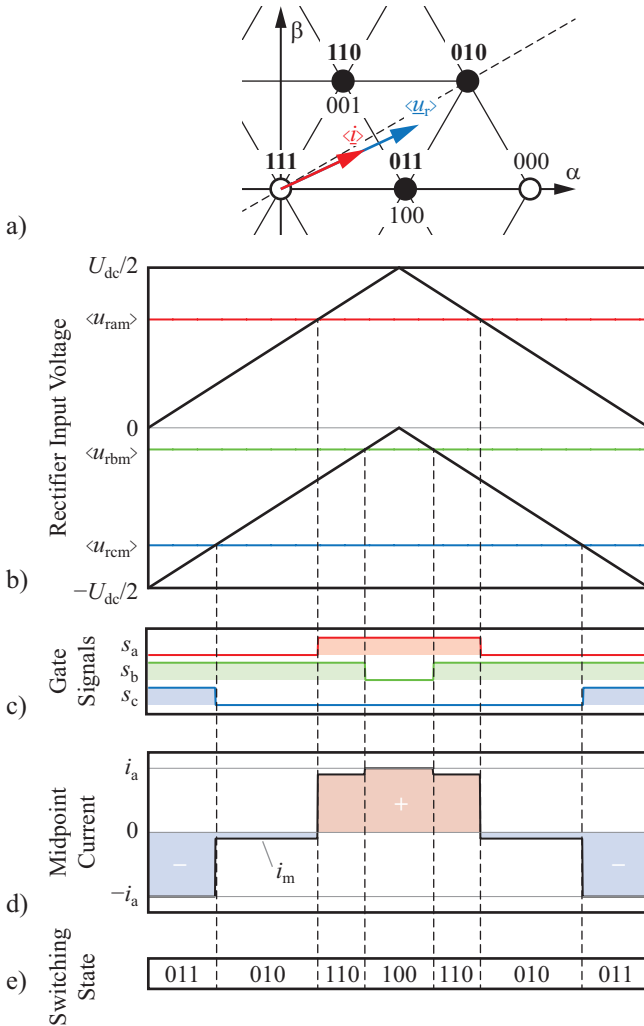 β
110
010
001
<i>
<u_r>
111
011
000
α
100
a)
Rectifier Input Voltage
U_dc/2
<u_ram>
0
<u_rbm>
<u_rcm>
−U_dc/2
b)
Gate Signals
s_a
s_b
s_c
c)
Midpoint Current
i_a
+
0
−
−
i_m
−i_a
d)
Switching State
011 010 110 100 110 010 011
e)